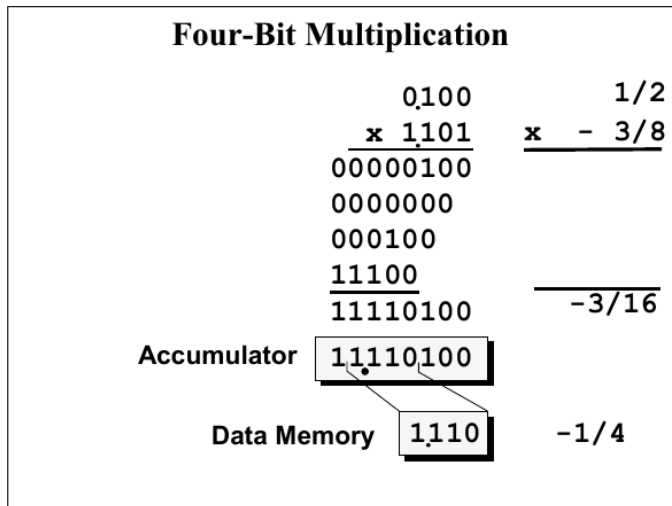 Four-Bit Multiplication
0.100 1/2
x 1.101 x - 3/8
00000100
0000000
000100
11100
11110100 -3/16
Accumulator 11.110100
Data Memory 1.110 -1/4